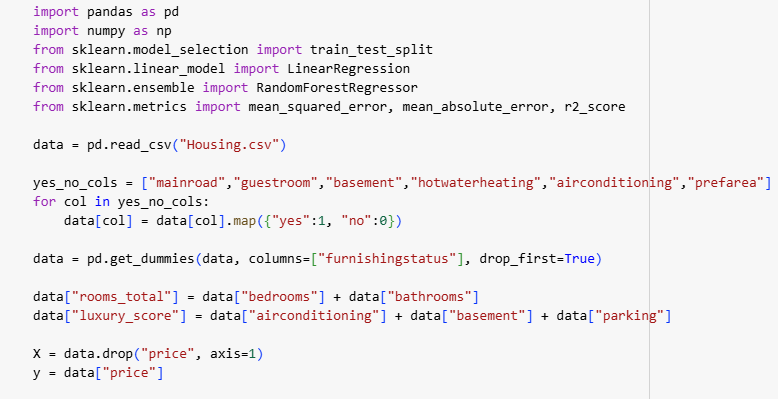 import pandas as pd
import numpy as np
from sklearn.model_selection import train_test_split
from sklearn.linear_model import LinearRegression
from sklearn.ensemble import RandomForestRegressor
from sklearn.metrics import mean_squared_error, mean_absolute_error, r2_score
data = pd.read_csv("Housing.csv")
yes_no_cols = ["mainroad","guestroom","basement","hotwaterheating","airconditioning","prefarea"]
for col in yes_no_cols:
    data[col] = data[col].map({"yes":1, "no":0})
data = pd.get_dummies(data, columns=["furnishingstatus"], drop_first=True)
data["rooms_total"] = data["bedrooms"] + data["bathrooms"]
data["luxury_score"] = data["airconditioning"] + data["basement"] + data["parking"]
X = data.drop("price", axis=1)
y = data["price"]